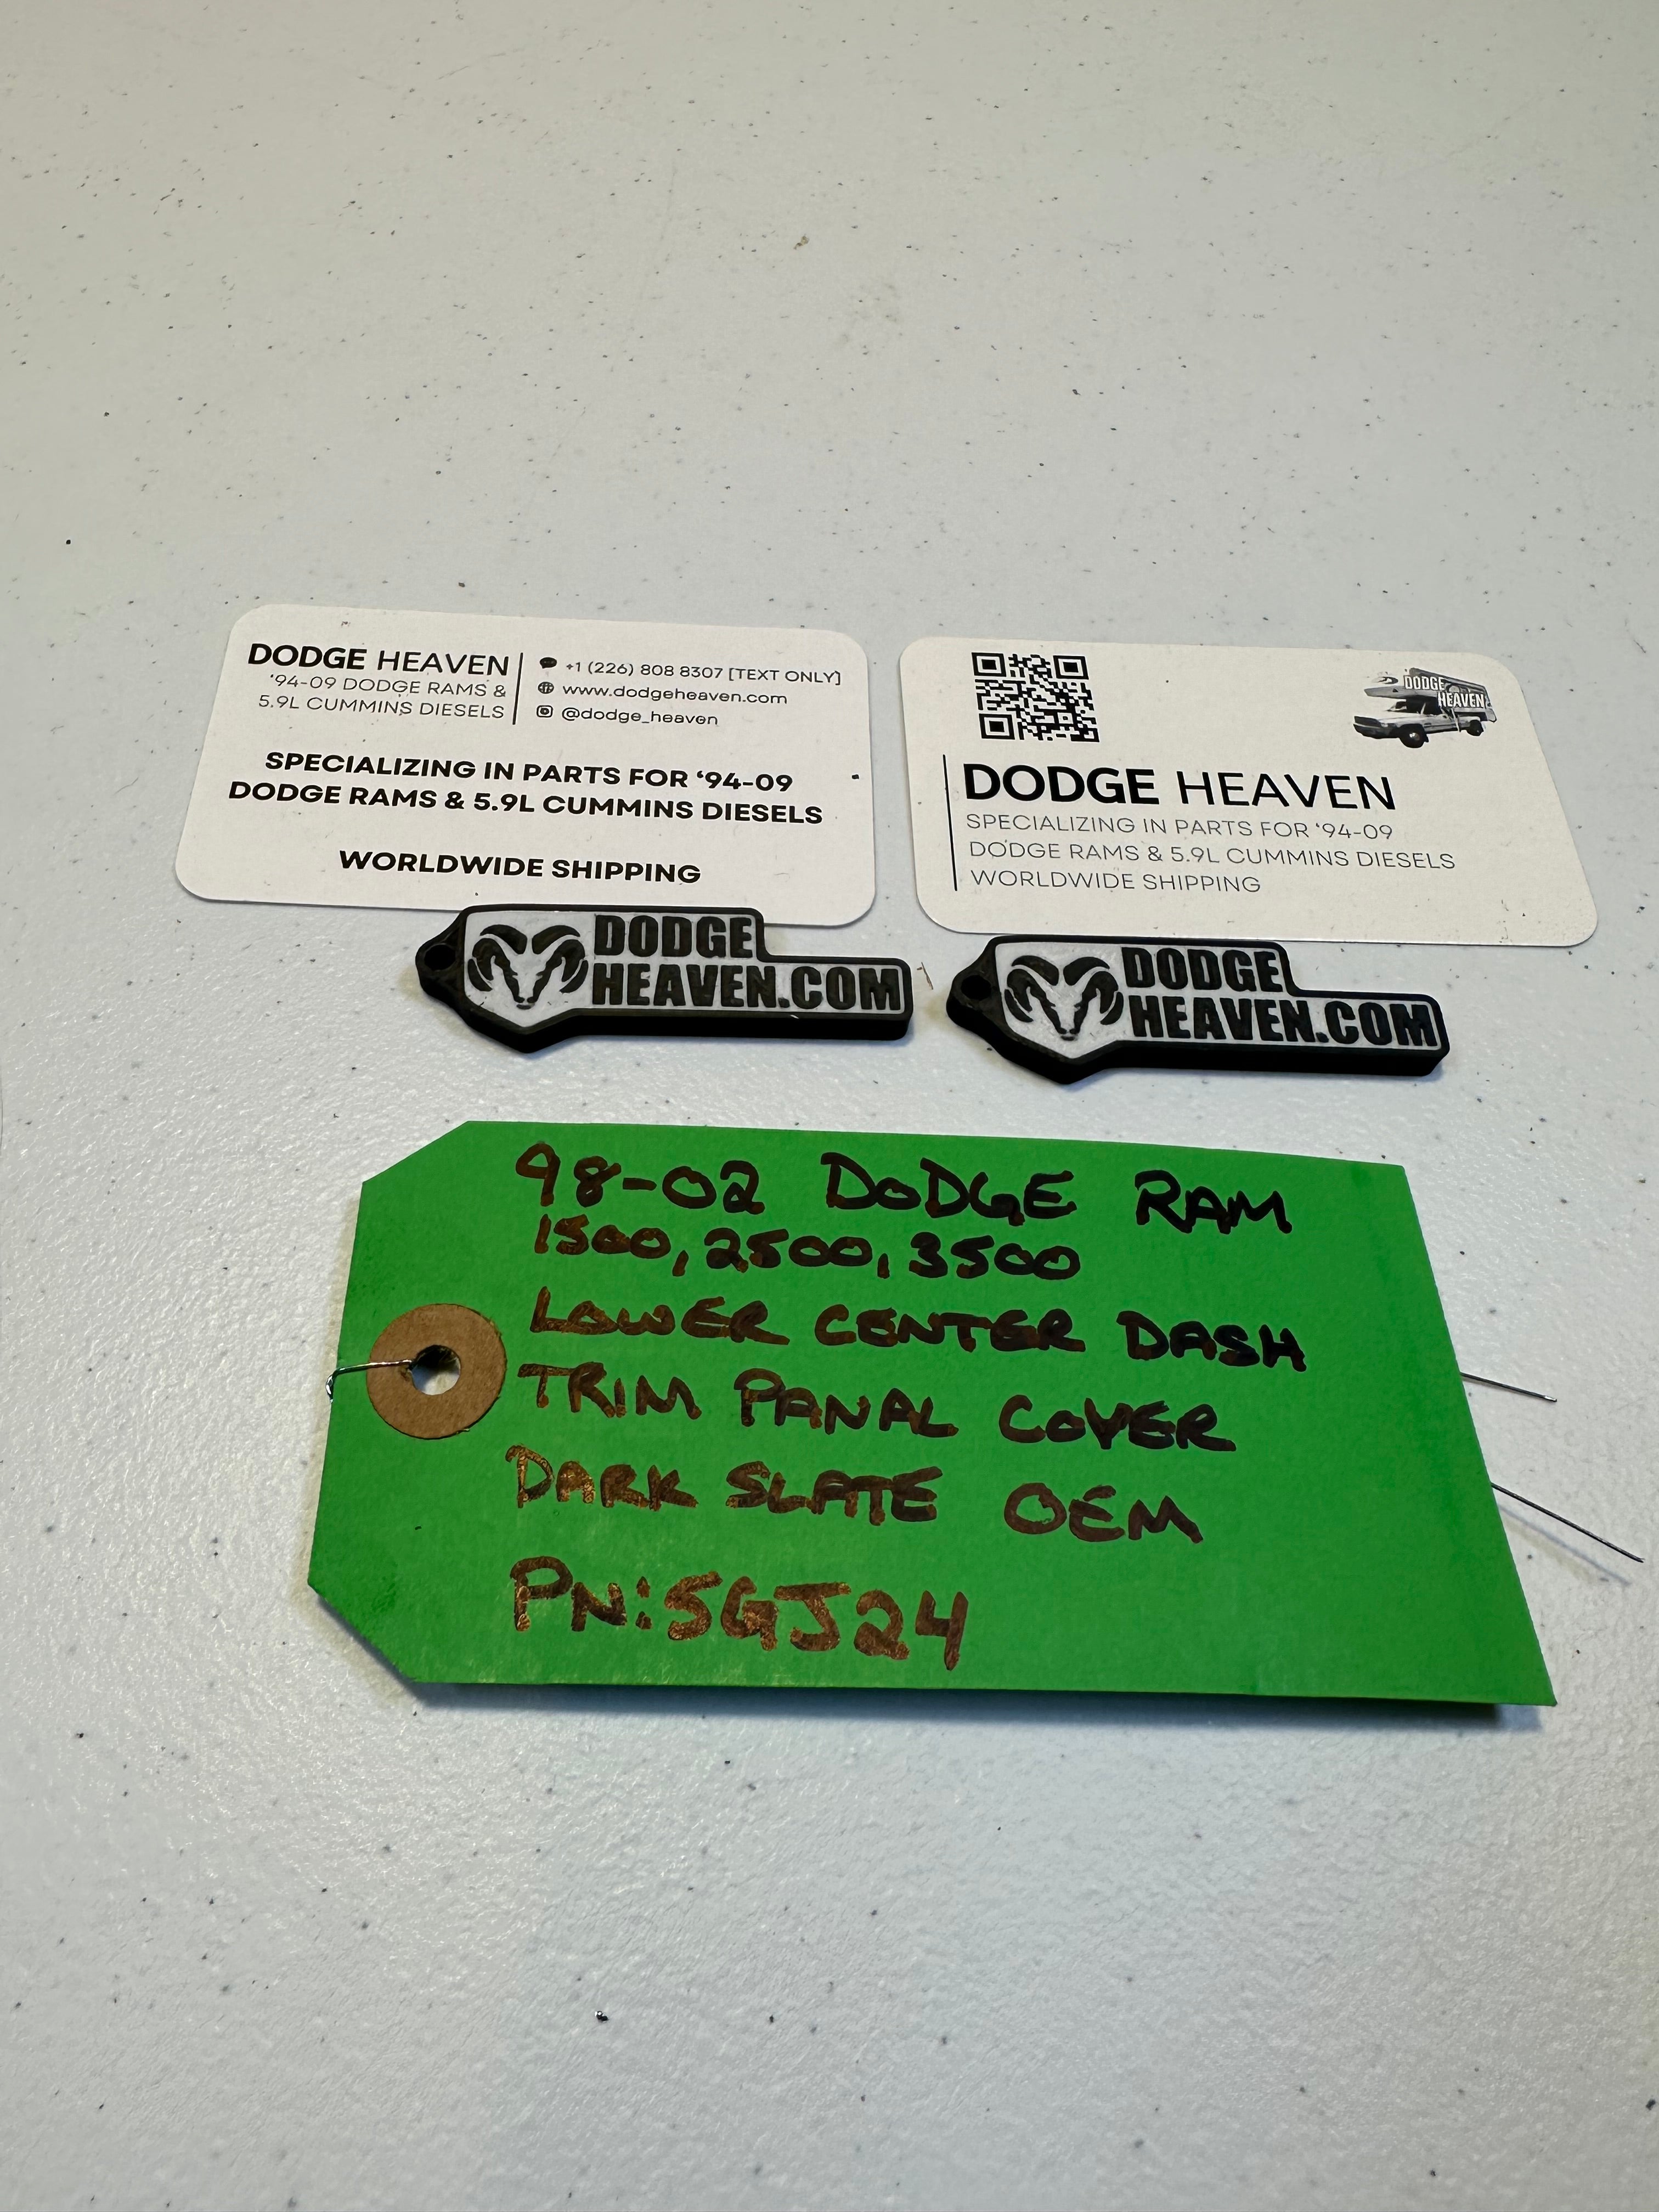 DODGE HEAVEN
'94-09 DODGE RAMS &
5.9L CUMMINS DIESELS
+1 (226) 808 8307 [TEXT ONLY]
www.dodgeheaven.com
@dodge_heaven
SPECIALIZING IN PARTS FOR '94-09
DODGE RAMS & 5.9L CUMMINS DIESELS
WORLDWIDE SHIPPING
DODGE
HEAVEN
DODGE HEAVEN
SPECIALIZING IN PARTS FOR '94-09
DODGE RAMS & 5.9L CUMMINS DIESELS
WORLDWIDE SHIPPING
DODGE
HEAVEN.COM
DODGE
HEAVEN.COM
98-02 DODGE RAM
1500, 2500, 3500
LOWER CENTER DASH
TRIM PANAL COVER
DARK SLATE OEM
PN:SGJ24